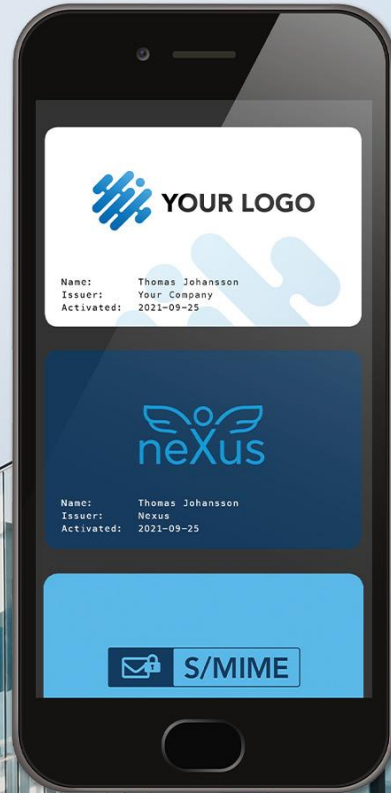 YOUR LOGO
Name: Thomas Johansson
Issuer: Your Company
Activated: 2021-09-25
neXus
Name: Thomas Johansson
Issuer: Nexus
Activated: 2021-09-25
S/MIME